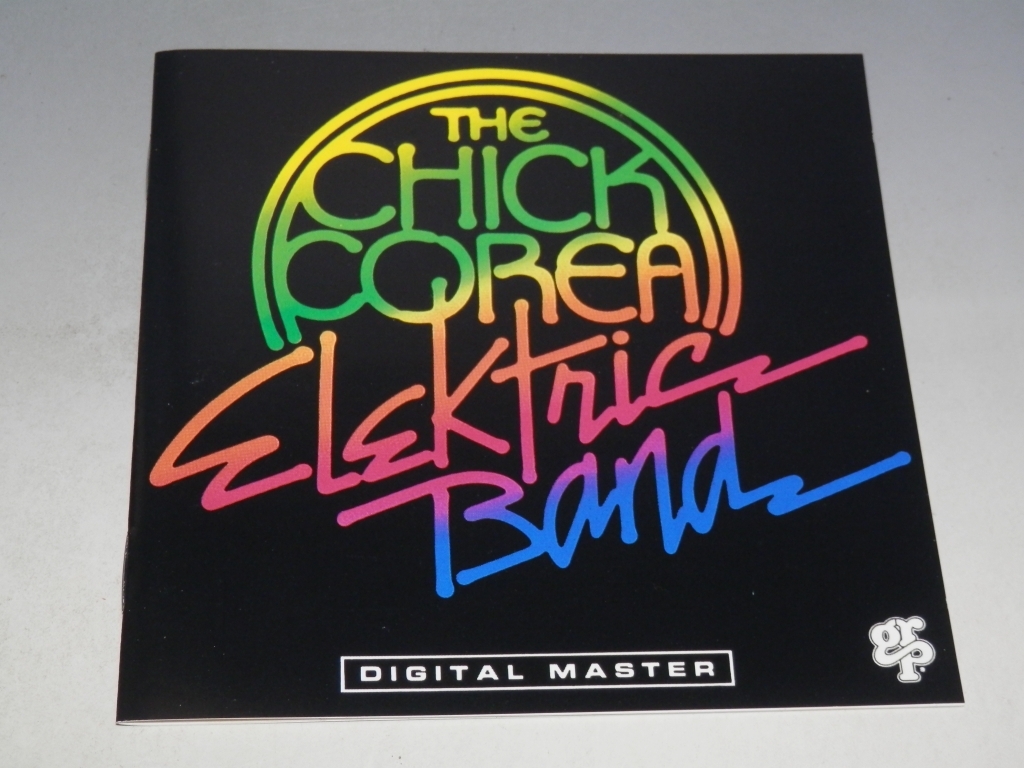 THE
CHICK
COREA
Elektric
Band
DIGITAL MASTER
grp